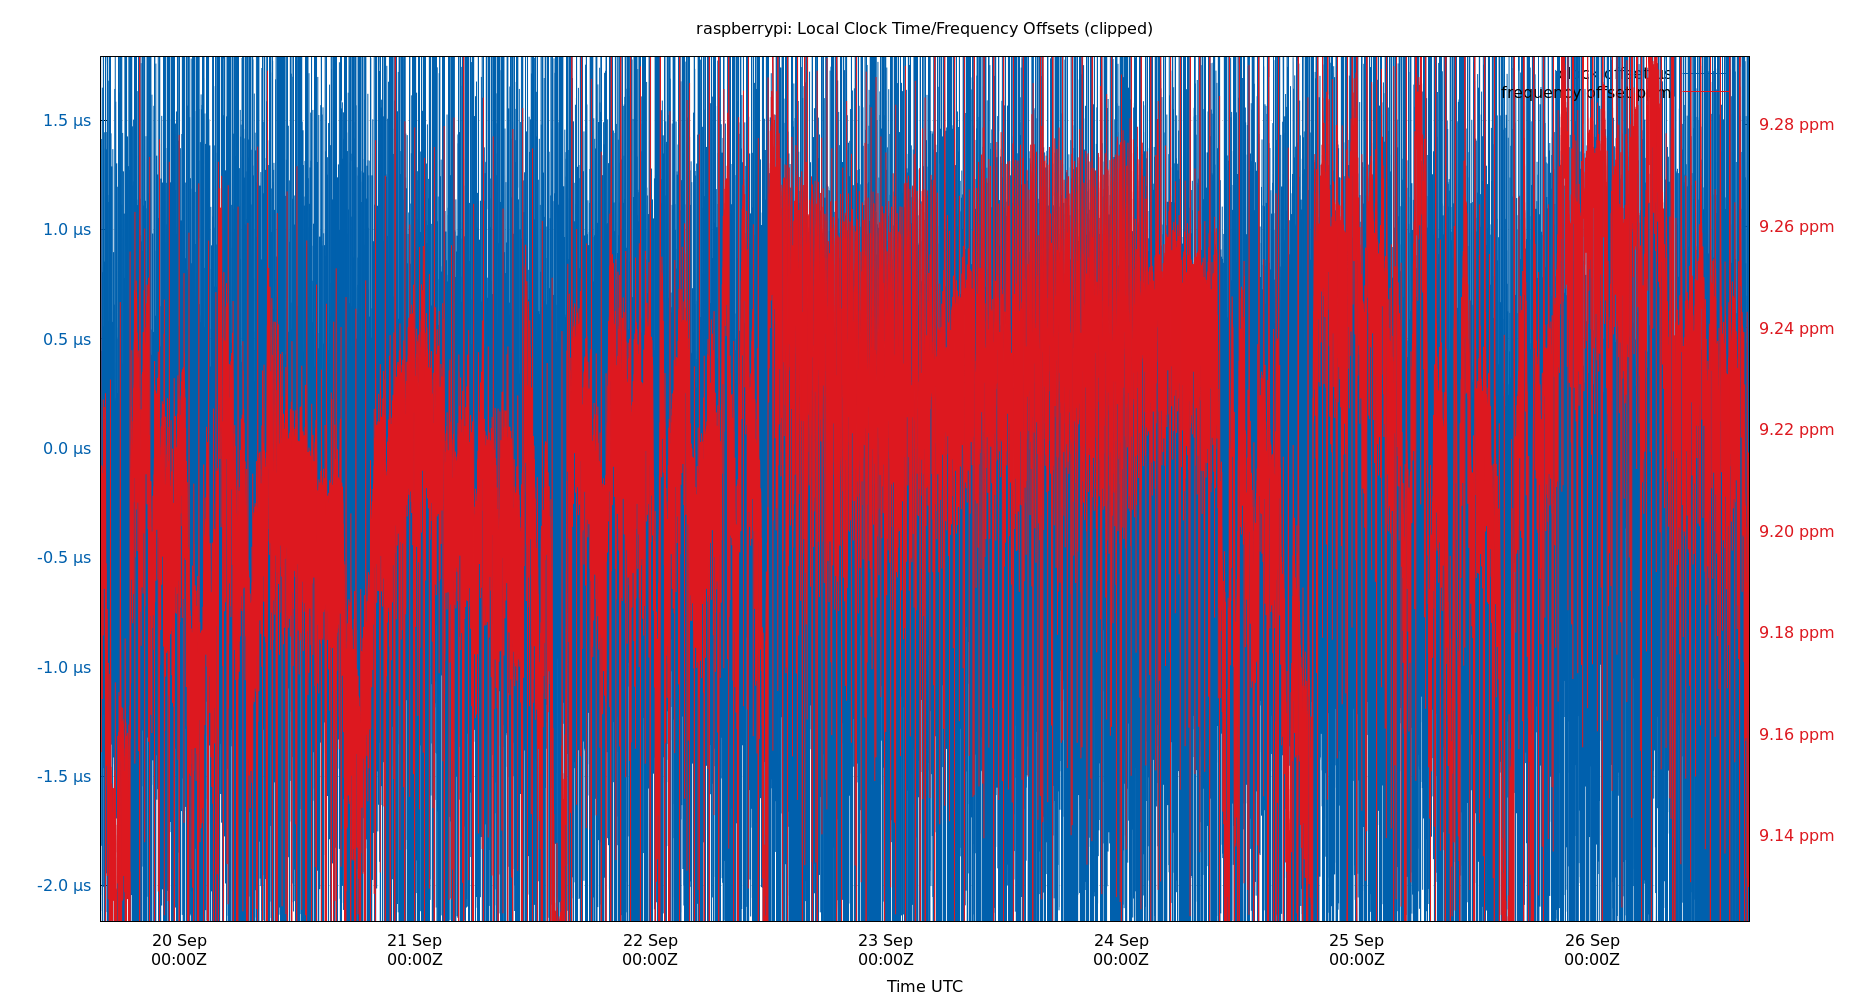 raspberrypi: Local Clock Time/Frequency Offsets (clipped)
frequency offset ppm
1.5 µs
1.0 µs
0.5 µs
0.0 µs
-0.5 µs
-1.0 µs
-1.5 µs
-2.0 µs
9.28 ppm
9.26 ppm
9.24 ppm
9.22 ppm
9.20 ppm
9.18 ppm
9.16 ppm
9.14 ppm
20 Sep
00:00Z
21 Sep
00:00Z
22 Sep
00:00Z
23 Sep
00:00Z
24 Sep
00:00Z
25 Sep
00:00Z
26 Sep
00:00Z
Time UTC